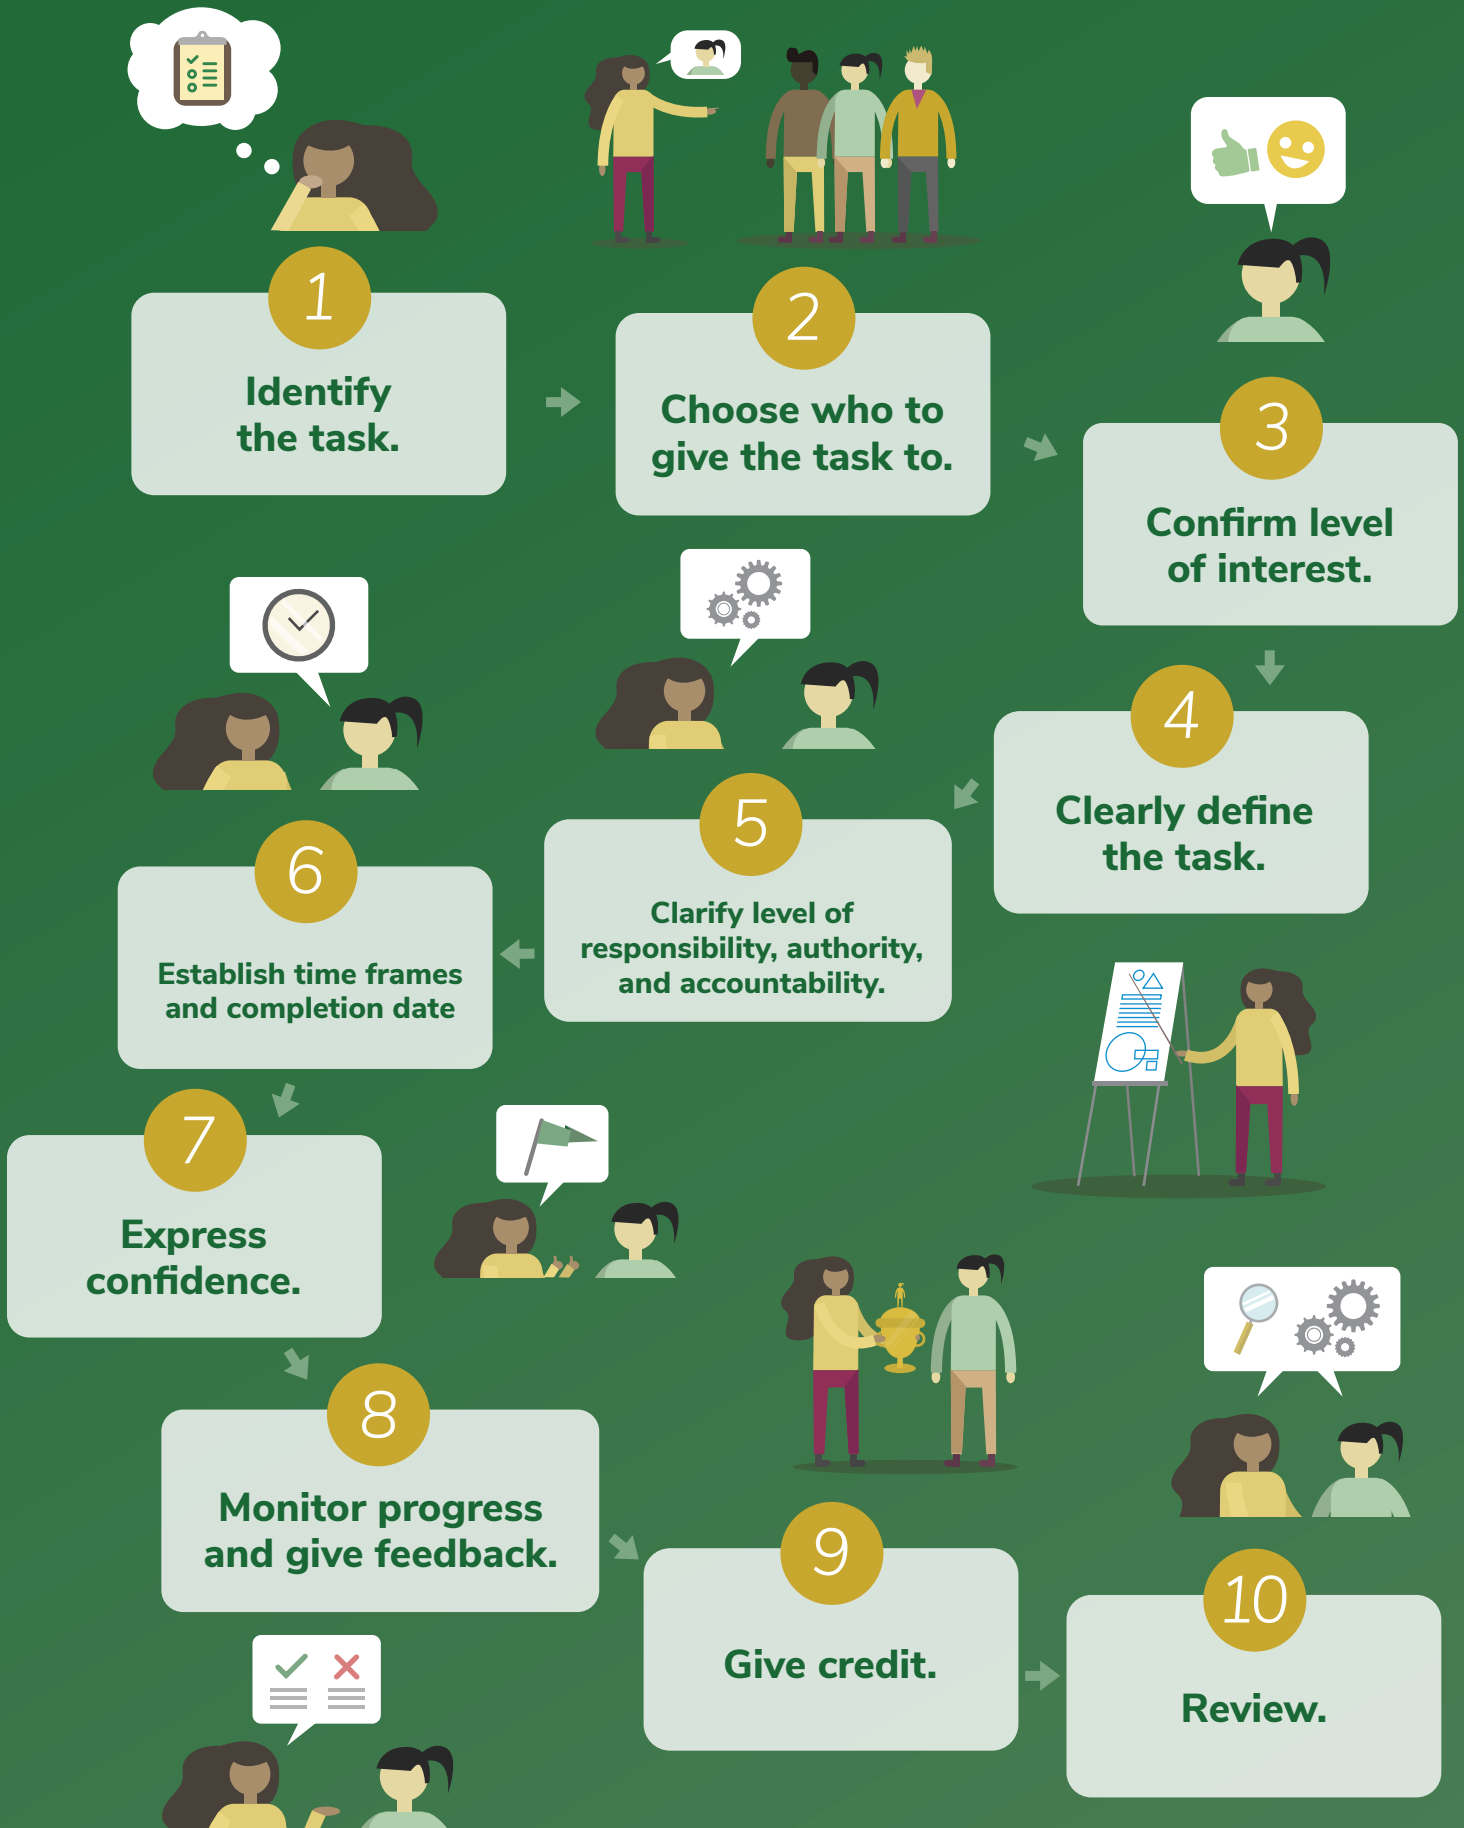 1
Identify
the task.
2
Choose who to
give the task to.
3
Confirm level
of interest.
4
Clearly define
the task.
5
Clarify level of
responsibility, authority,
and accountability.
6
Establish time frames
and completion date
7
Express
confidence.
8
Monitor progress
and give feedback.
9
Give credit.
10
Review.